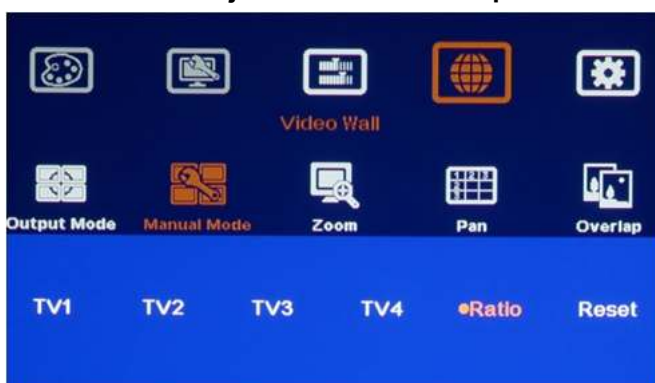 Video Wall
Output Mode Manual Mode Zoom Pan Overlap
TV1 TV2 TV3 TV4 •Ratio Reset